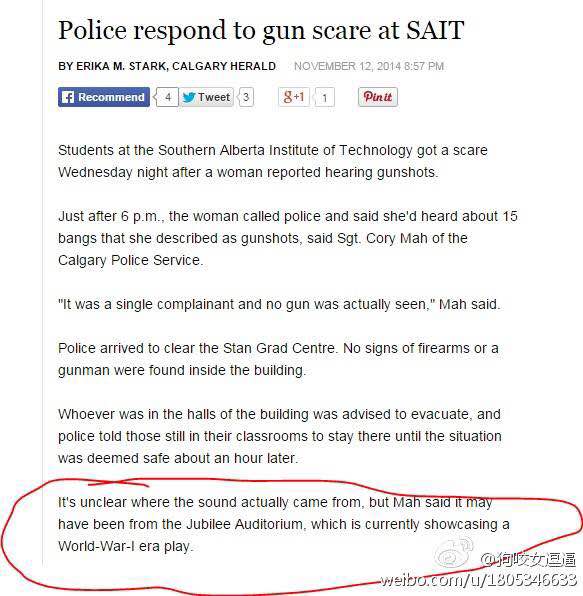 Police respond to gun scare at SAIT
BY ERIKA M. STARK, CALGARY HERALD NOVEMBER 12, 2014 8:57 PM
Recommend 4 Tweet 3 g+1 1 Pin it
Students at the Southern Alberta Institute of Technology got a scare
Wednesday night after a woman reported hearing gunshots.
Just after 6 p.m., the woman called police and said she'd heard about 15
bangs that she described as gunshots, said Sgt. Cory Mah of the
Calgary Police Service.
"It was a single complainant and no gun was actually seen," Mah said.
Police arrived to clear the Stan Grad Centre. No signs of firearms or a
gunman were found inside the building.
Whoever was in the halls of the building was advised to evacuate, and
police told those still in their classrooms to stay there until the situation
was deemed safe about an hour later.
It's unclear where the sound actually came from, but Mah said it may
have been from the Jubilee Auditorium, which is currently showcasing a
World-War-I era play.
@狗咬女逗逼
weibo.com/u/1805346633